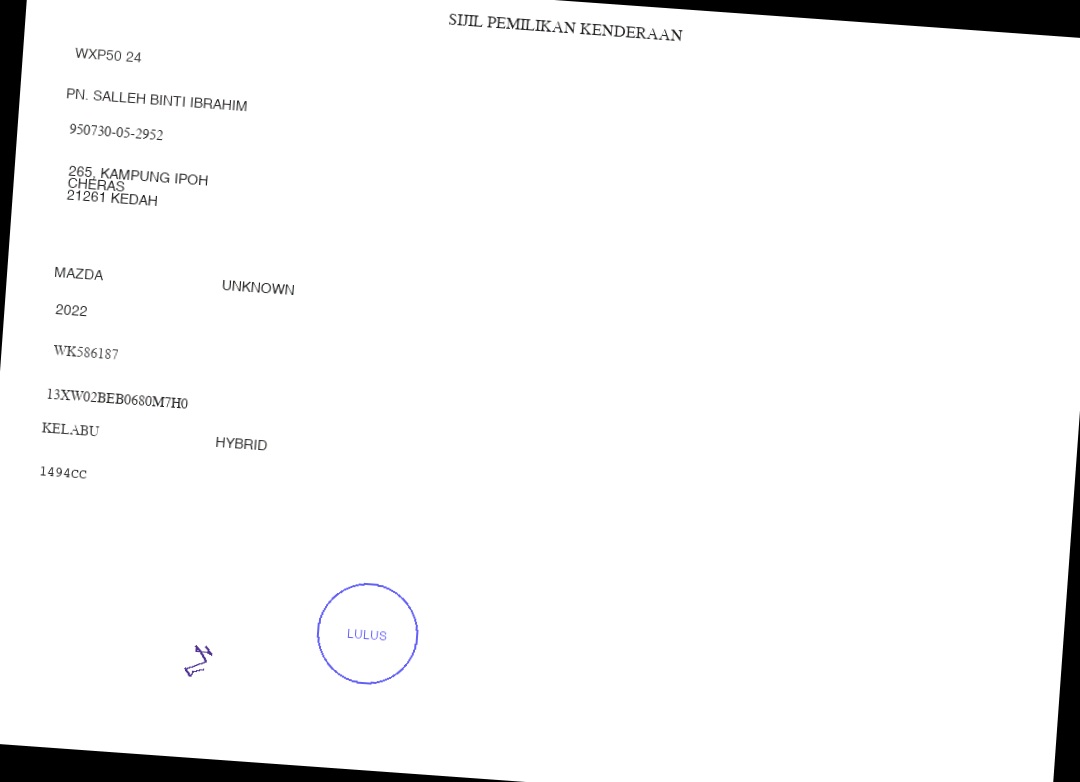 SIJIL PEMILIKAN KENDERAAN
WXP50 24
PN. SALLEH BINTI IBRAHIM
950730-05-2952
265, KAMPUNG IPOH
CHERAS
21261 KEDAH
MAZDA UNKNOWN
2022
WK586187
13XW02BEB0680M7H0
KELABU HYBRID
1494CC
LULUS